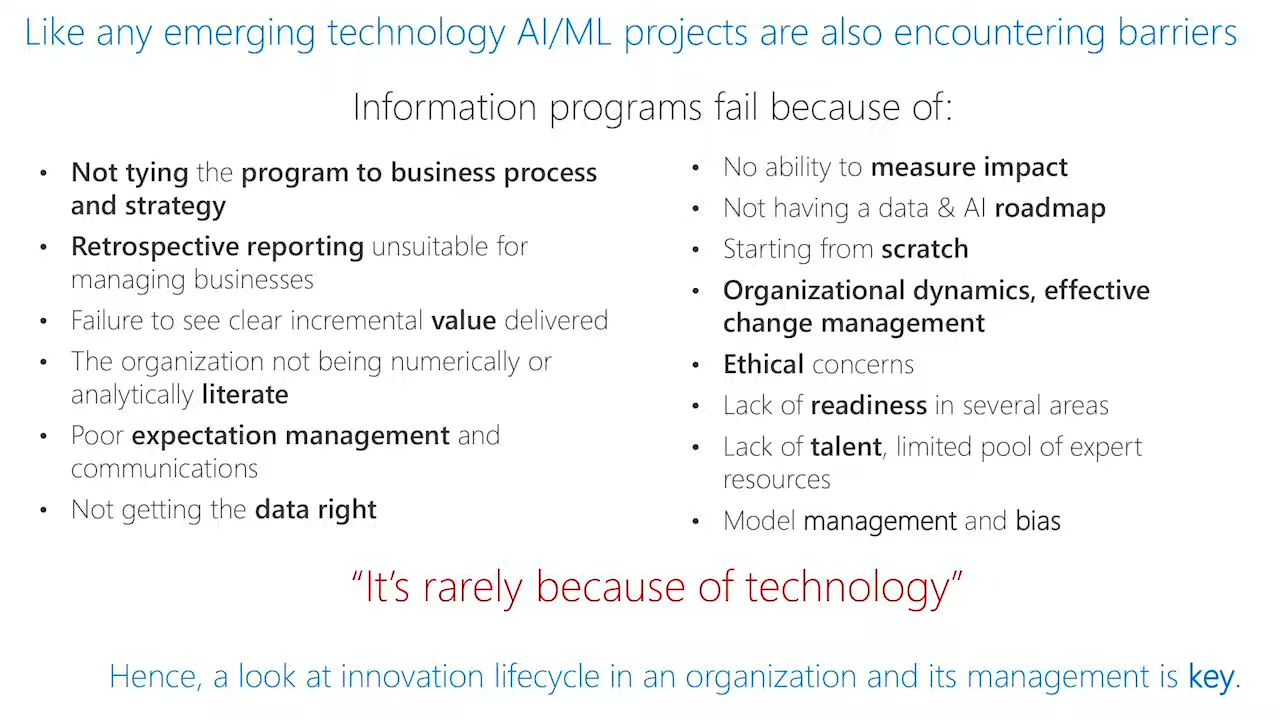 Like any emerging technology AI/ML projects are also encountering barriers
Information programs fail because of:
• Not tying the program to business process
and strategy
• Retrospective reporting unsuitable for
managing businesses
• Failure to see clear incremental value delivered
• The organization not being numerically or
analytically literate
• Poor expectation management and
communications
• Not getting the data right
• No ability to measure impact
• Not having a data & AI roadmap
• Starting from scratch
• Organizational dynamics, effective
change management
• Ethical concerns
• Lack of readiness in several areas
• Lack of talent, limited pool of expert
resources
• Model management and bias
“It’s rarely because of technology”
Hence, a look at innovation lifecycle in an organization and its management is key.